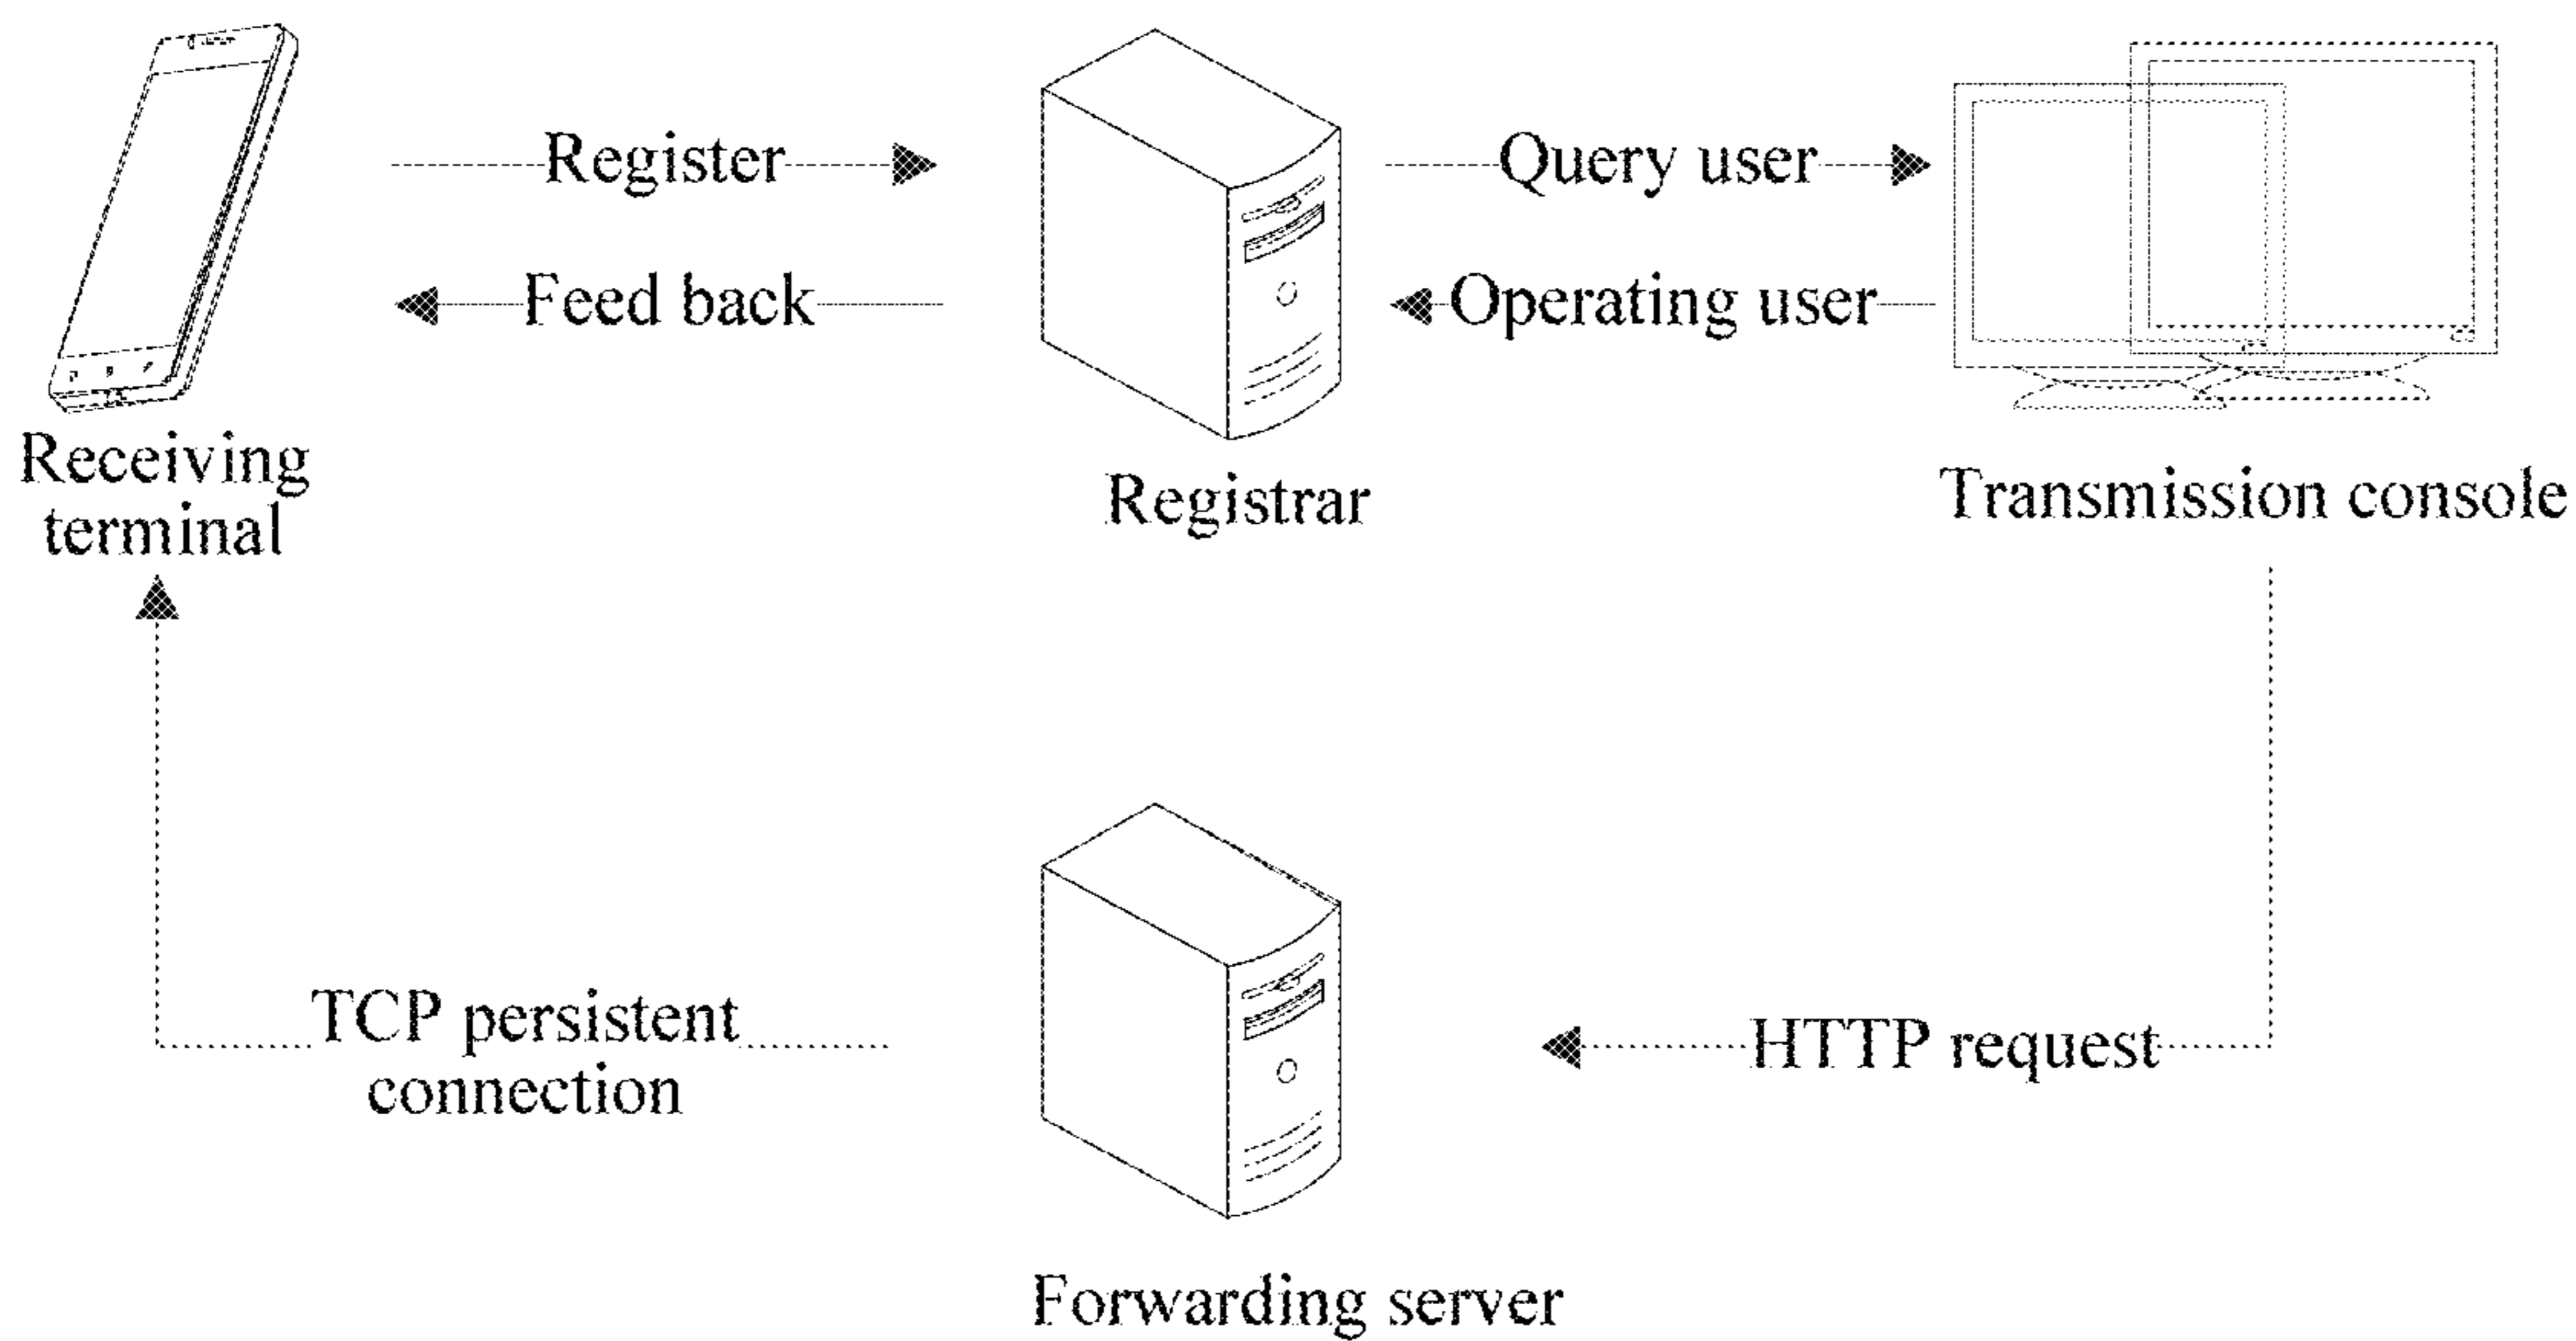 Register
Query user
Feed back
Operating user
Receiving
terminal
Registrar
Transmission console
TCP persistent
connection
HTTP request
Forwarding server